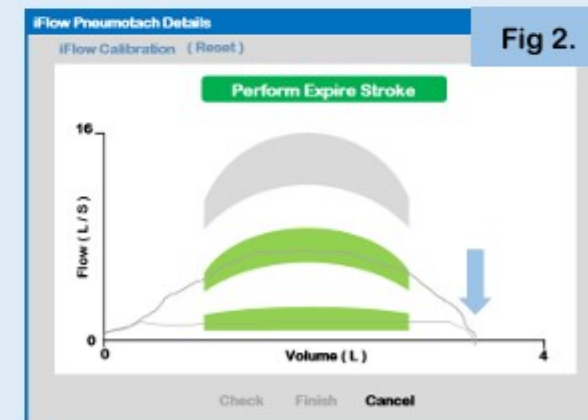 iFlow Pneumotach Details
Fig 2.
iFlow Calibration ( Reset )
Perform Expire Stroke
16
Flow ( L / S )
0
0
Volume ( L )
4
Check Finish Cancel